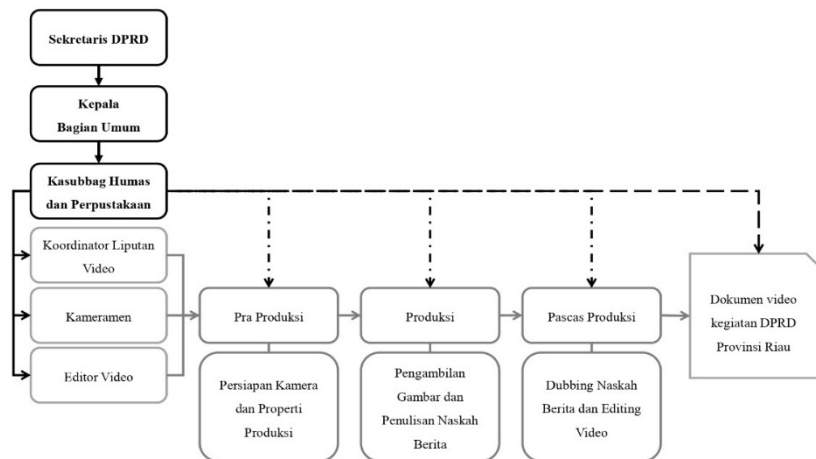 Sekretaris DPRD
Kepala
Bagian Umum
Kasubbag Humas
dan Perpustakaan
Koordinator Liputan
Video
Kameramen
Editor Video
Pra Produksi
Produksi
Pascas Produksi
Dokumen video
kegiatan DPRD
Provinsi Riau
Persiapan Kamera
dan Properti
Produksi
Pengambilan
Gambar dan
Penulisan Naskah
Berita
Dubbing Naskah
Berita dan Editing
Video